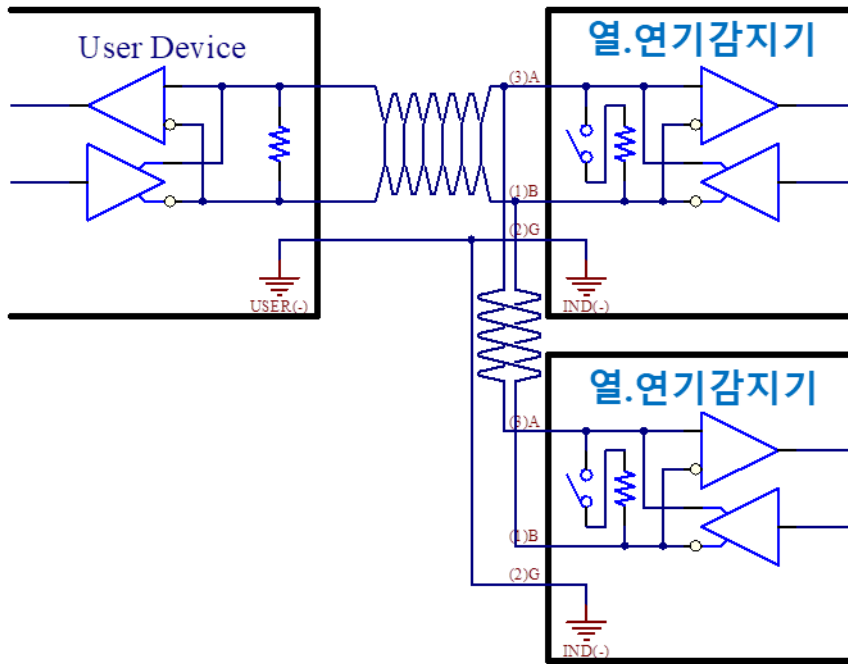 User Device
열.연기감지기
(3)A
(1)B
(2)G
USER(-)
IND(-)
열.연기감지기
(3)A
(1)B
(2)G
IND(-)